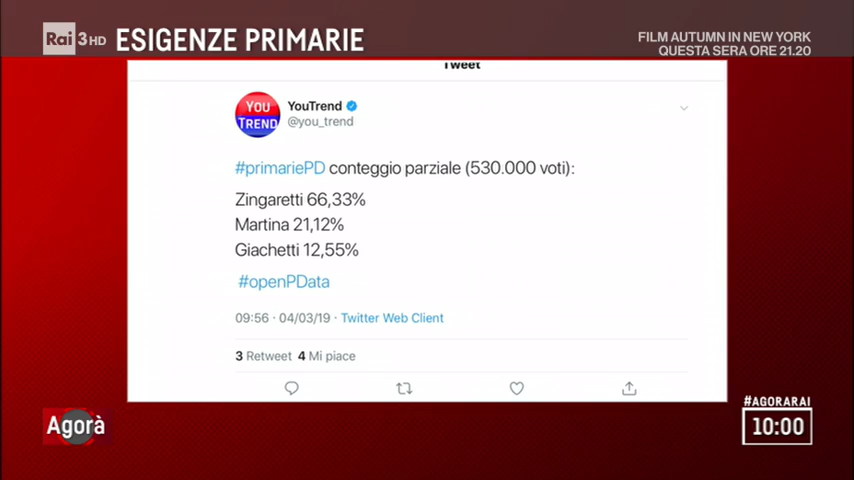 Rai 3HD
ESIGENZE PRIMARIE
FILM AUTUMN IN NEW YORK
QUESTA SERA ORE 21.20
Tweet
YOU
TREND
YouTrend
@you_trend
#primariePD conteggio parziale (530.000 voti):
Zingaretti 66,33%
Martina 21,12%
Giachetti 12,55%
#openPData
09:56 · 04/03/19 · Twitter Web Client
3 Retweet 4 Mi piace
Agorà
#AGORARAI
10:00